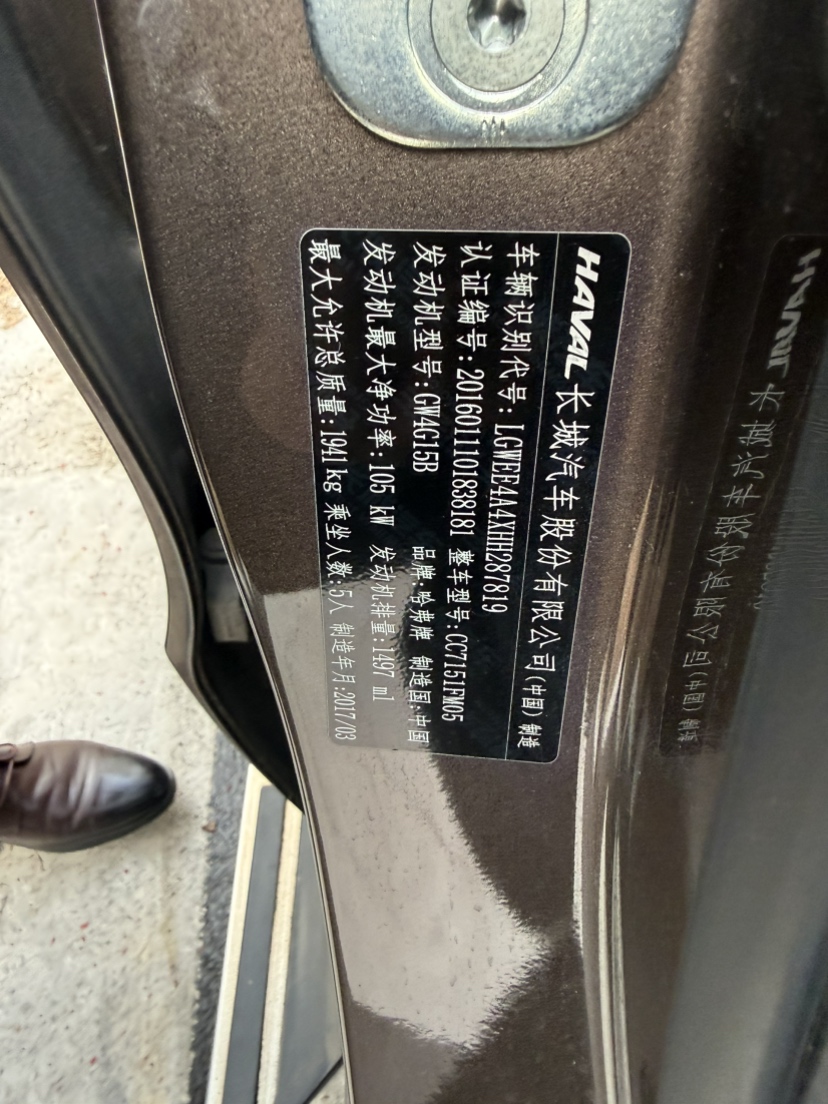 HAVAL 长城汽车股份有限公司(中国)制造
车辆识别代号:LGWEE4A4XHH287819
认证编号:2016011101838181 整车型号:CC7151FM05
发动机型号:GW4G15B 品牌:哈弗牌 制造国:中国
发动机最大净功率:105 kW 发动机排量:1497 ml
最大允许总质量:1941kg 乘坐人数:5人 制造年月:2017/03